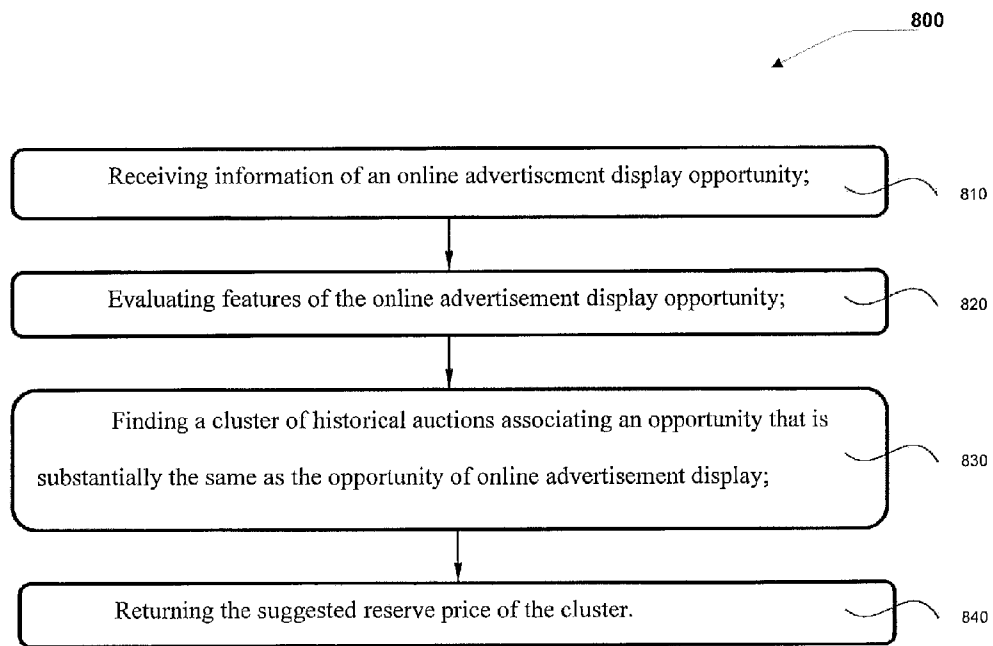 800
Receiving information of an online advertisement display opportunity;
810
Evaluating features of the online advertisement display opportunity;
820
Finding a cluster of historical auctions associating an opportunity that is
substantially the same as the opportunity of online advertisement display;
830
Returning the suggested reserve price of the cluster.
840